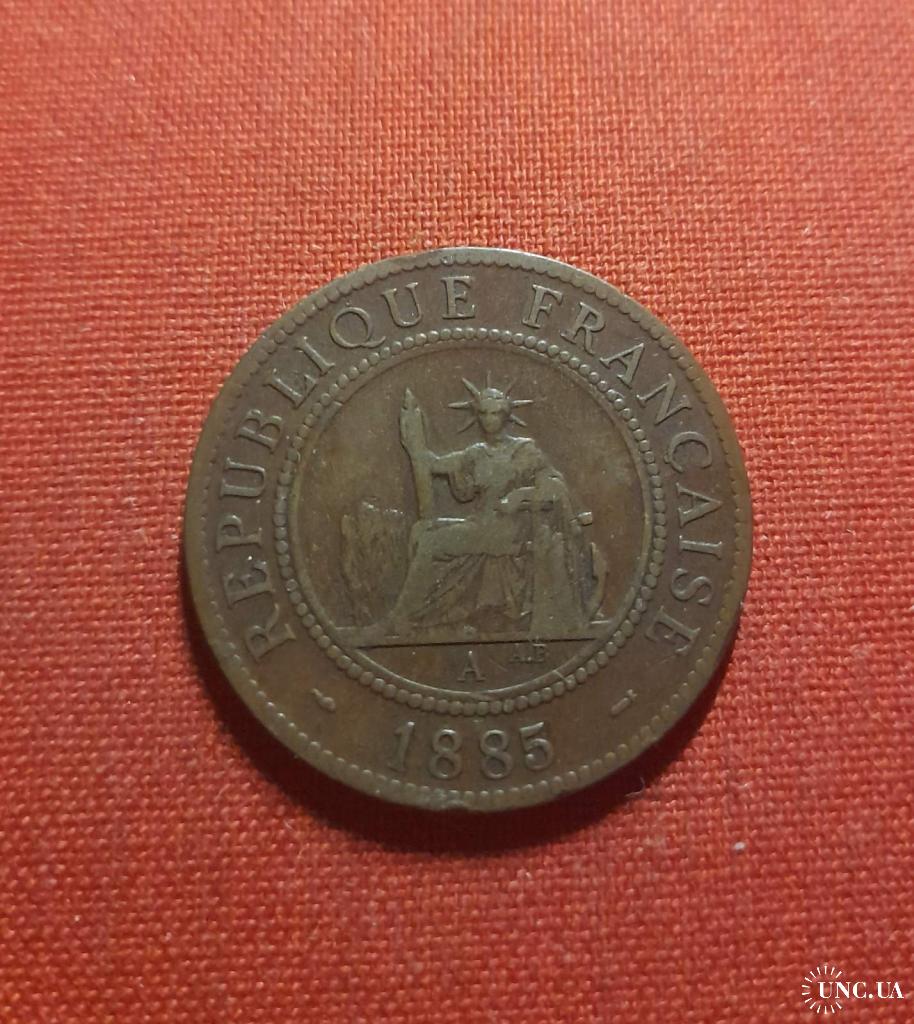 REPUBLIQUE FRANÇAISE
A A.B
1885
UNC.UA